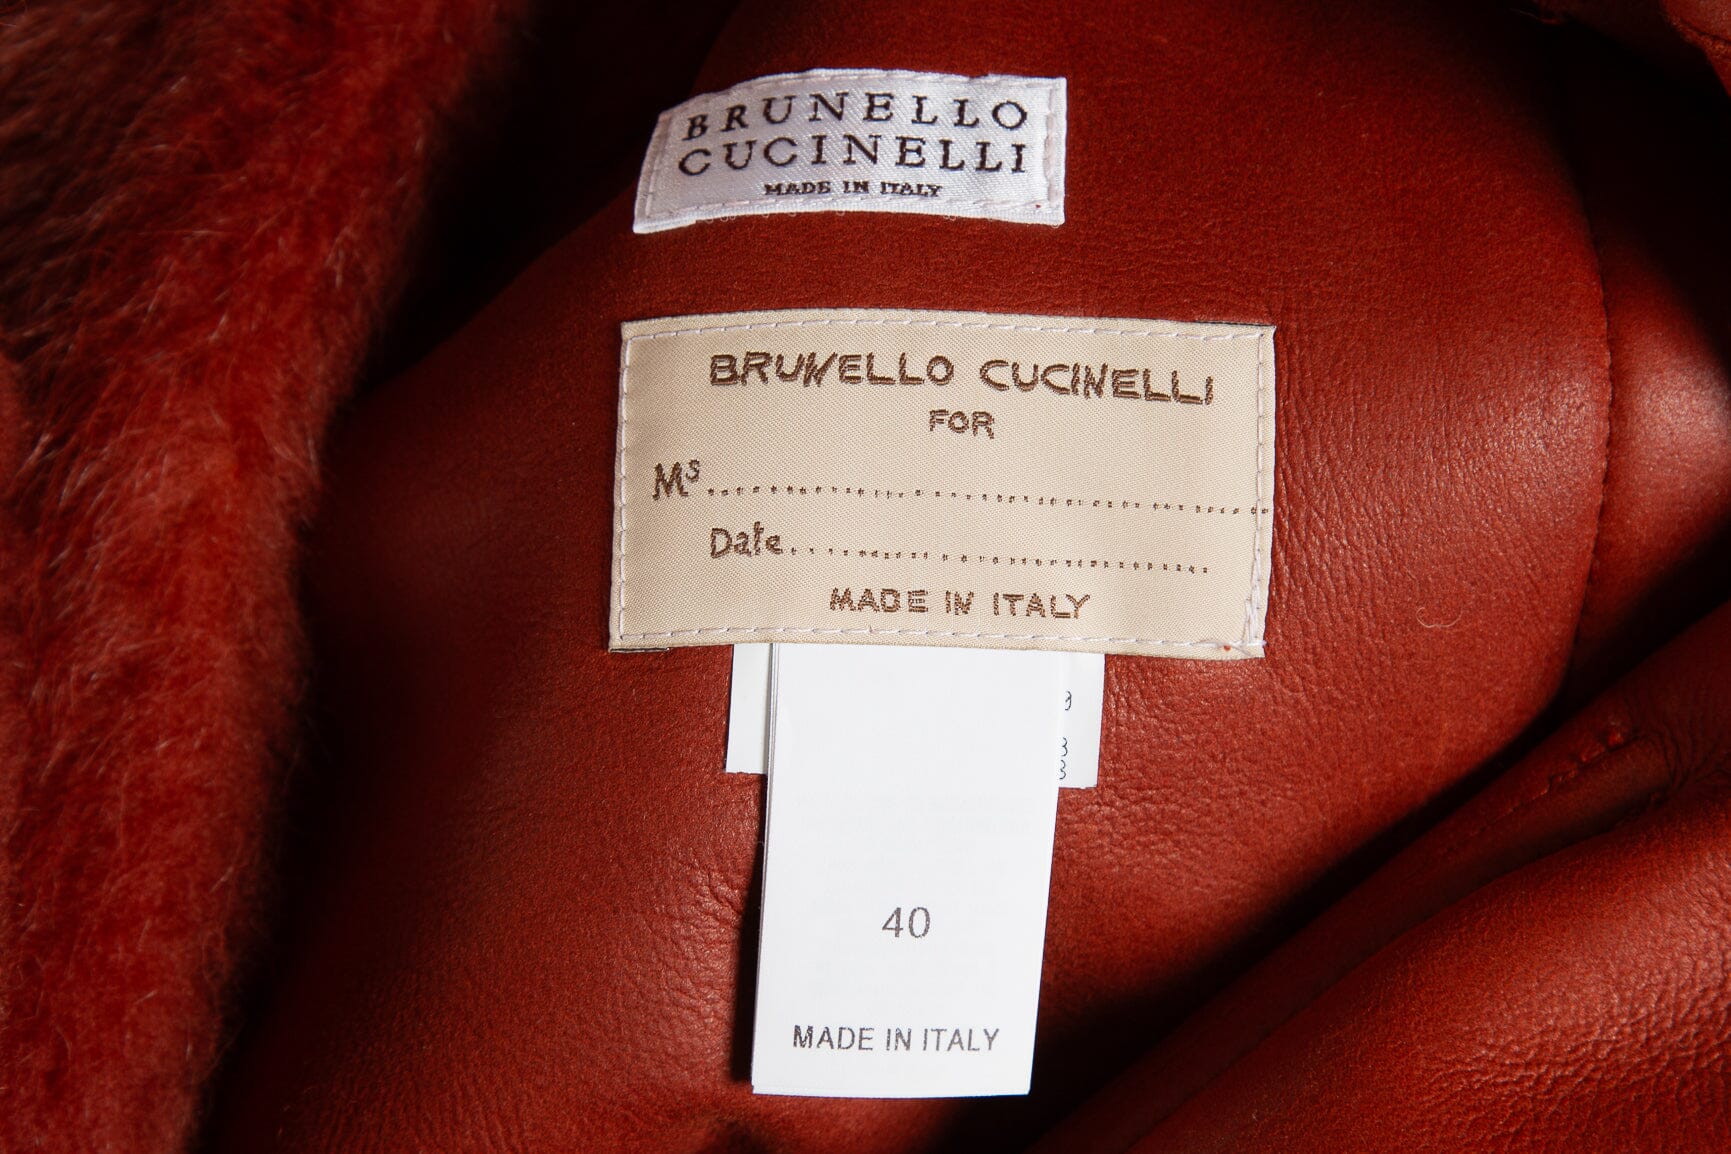 BRUNELLO
CUCINELLI
MADE IN ITALY
BRUNELLO CUCINELLI
FOR
Ms........................................
Date..............................
MADE IN ITALY
40
MADE IN ITALY